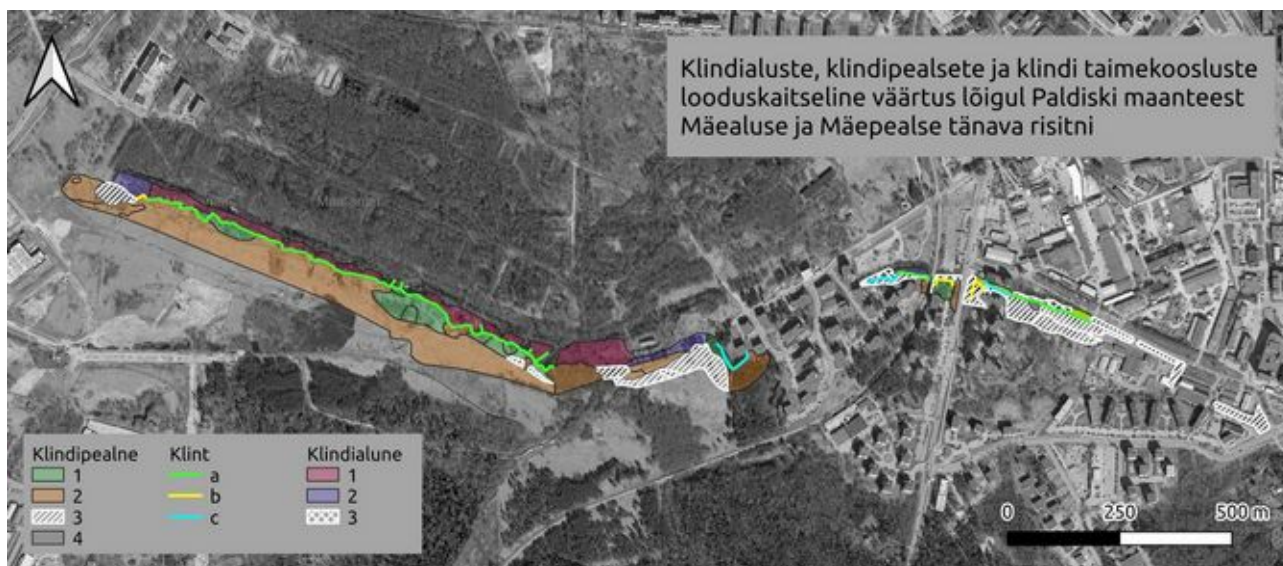 Klindialuste, klindipealsete ja klindi taimekoosluste
looduskaitseline väärtus lõigul Paldiski maanteest
Mäealuse ja Mäepealse tänava risitni
Klindipealne Klint Klindialune
1 a 1
2 b 2
3 c 3
4
0 250 500 m